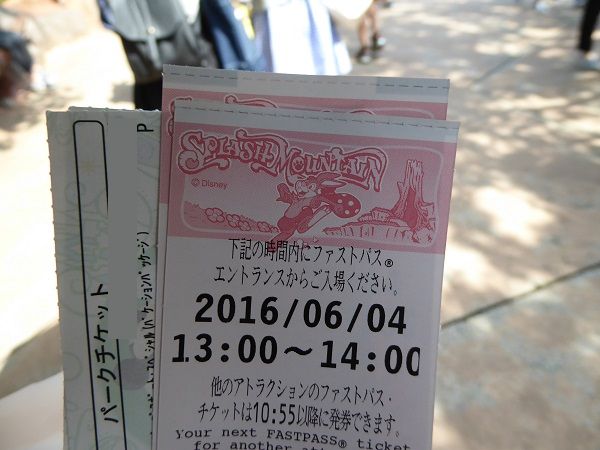 SPLASH MOUNTAIN
© Disney
下記の時間内にファストパス®
エントランスからご入場ください。
2016/06/04
13:00～14:00
他のアトラクションのファストパス・
チケットは10:55以降に発券できます。
Your next FASTPASS® ticket
for another
パークチケット
P